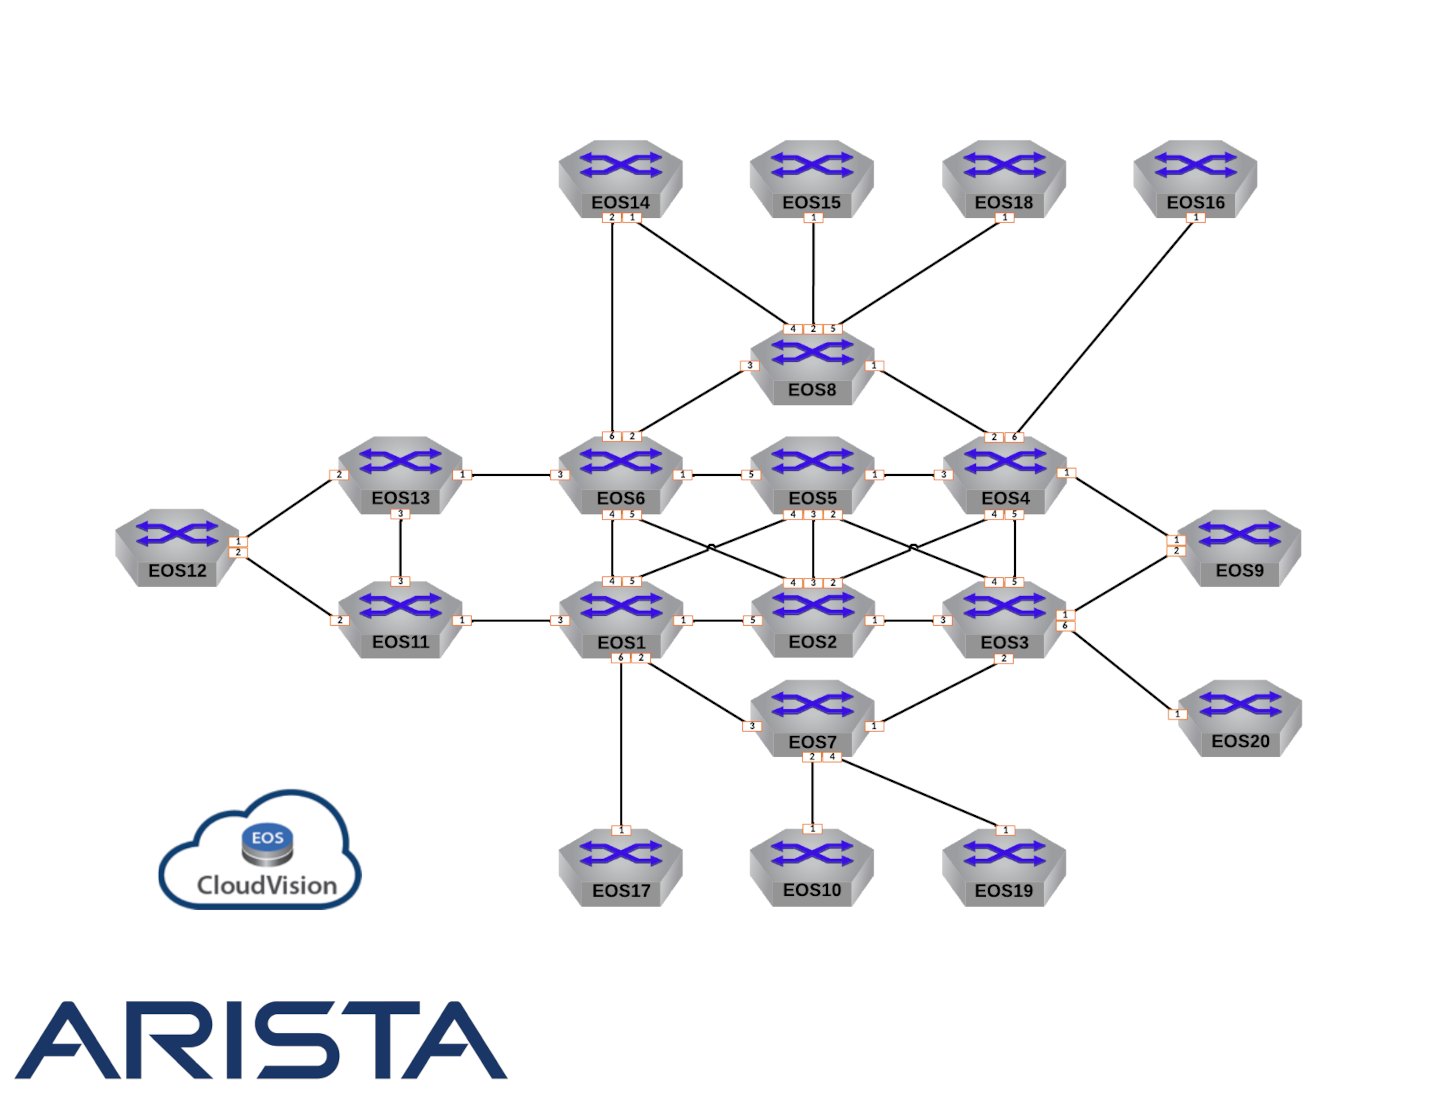 EOS14 EOS15 EOS18 EOS16
2 1 1 1 1
4 2 5
3 1
EOS8
6 2 2 6
2 1 3 1 5 1 3 1
EOS13 EOS6 EOS5 EOS4
3 4 5 4 3 2 4 5
1 1
2 2
EOS12 EOS9
3 4 5 4 3 2 4 5
2 1 3 1 5 1 3 1
6
EOS11 EOS1 EOS2 EOS3
6 2 2
1
3 1
EOS7 EOS20
2 4
1 1 1
EOS
CloudVision
EOS17 EOS10 EOS19
ARISTA